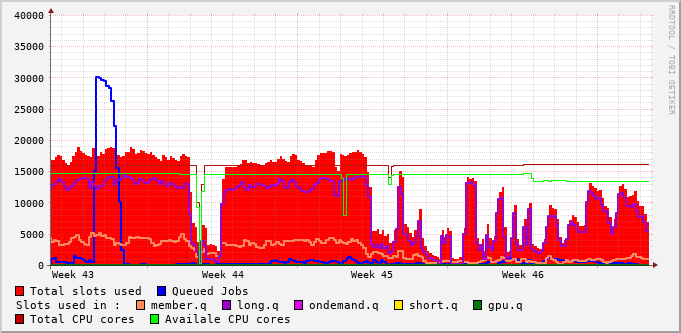 40000
35000
30000
25000
20000
15000
10000
5000
0
Week 43 Week 44 Week 45 Week 46
Total slots used Queued Jobs
Slots used in : member.q long.q ondemand.q short.q gpu.q
Total CPU cores Availale CPU cores
RRDTOOL / TOBI OETIKER